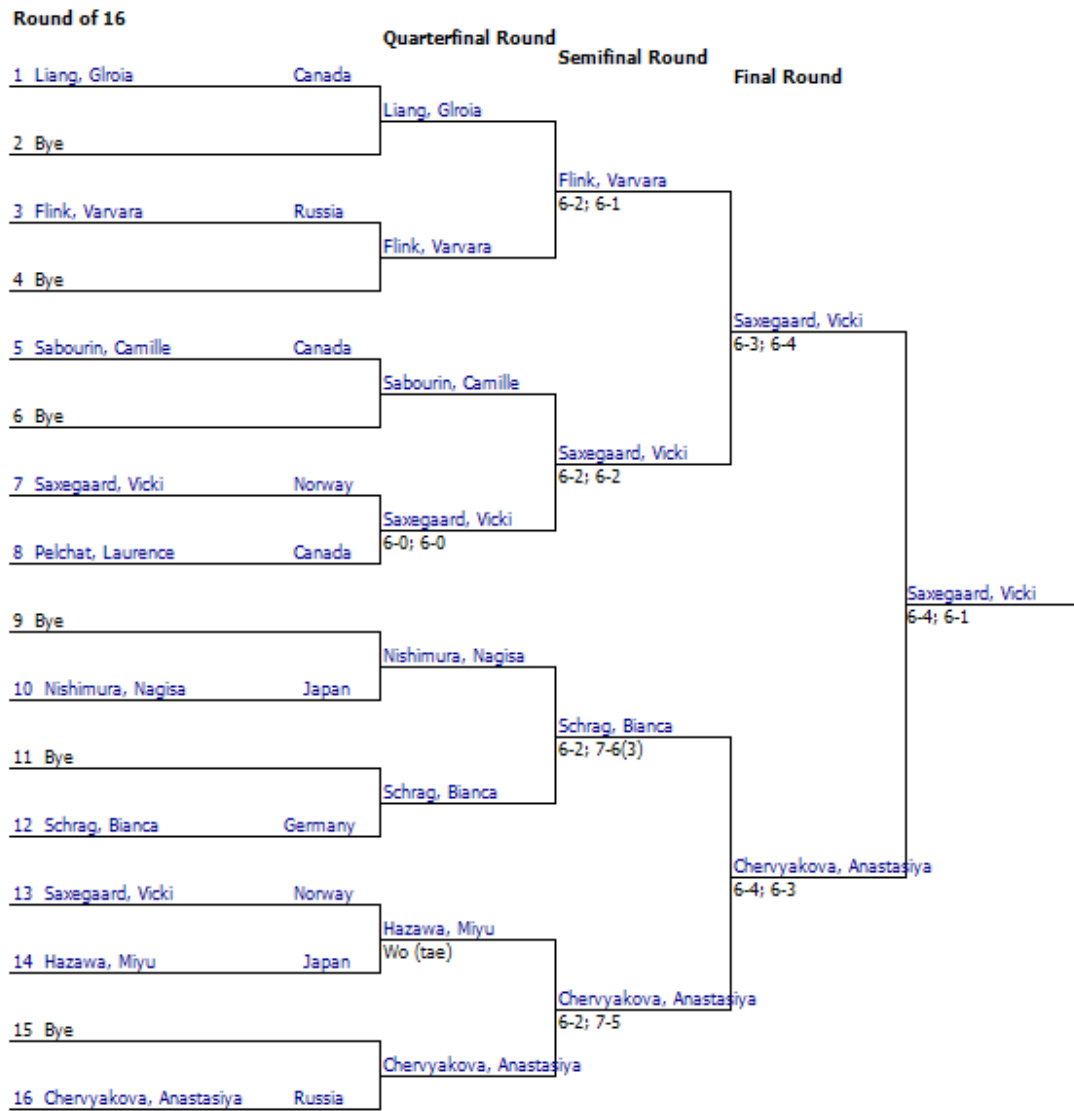 Round of 16
Quarterfinal Round
Semifinal Round
Final Round
1 Liang, Glroia Canada
Liang, Glroia
2 Bye
Flink, Varvara
6-2; 6-1
3 Flink, Varvara Russia
Flink, Varvara
4 Bye
Saxegaard, Vicki
6-3; 6-4
5 Sabourin, Camille Canada
Sabourin, Camille
6 Bye
Saxegaard, Vicki
6-2; 6-2
7 Saxegaard, Vicki Norway
Saxegaard, Vicki
6-0; 6-0
8 Pelchat, Laurence Canada
Saxegaard, Vicki
6-4; 6-1
9 Bye
Nishimura, Nagisa
10 Nishimura, Nagisa Japan
Schrag, Bianca
6-2; 7-6(3)
11 Bye
Schrag, Bianca
12 Schrag, Bianca Germany
Chervyakova, Anastasiya
6-4; 6-3
13 Saxegaard, Vicki Norway
Hazawa, Miyu
Wo (tae)
14 Hazawa, Miyu Japan
Chervyakova, Anastasiya
6-2; 7-5
15 Bye
Chervyakova, Anastasiya
16 Chervyakova, Anastasiya Russia